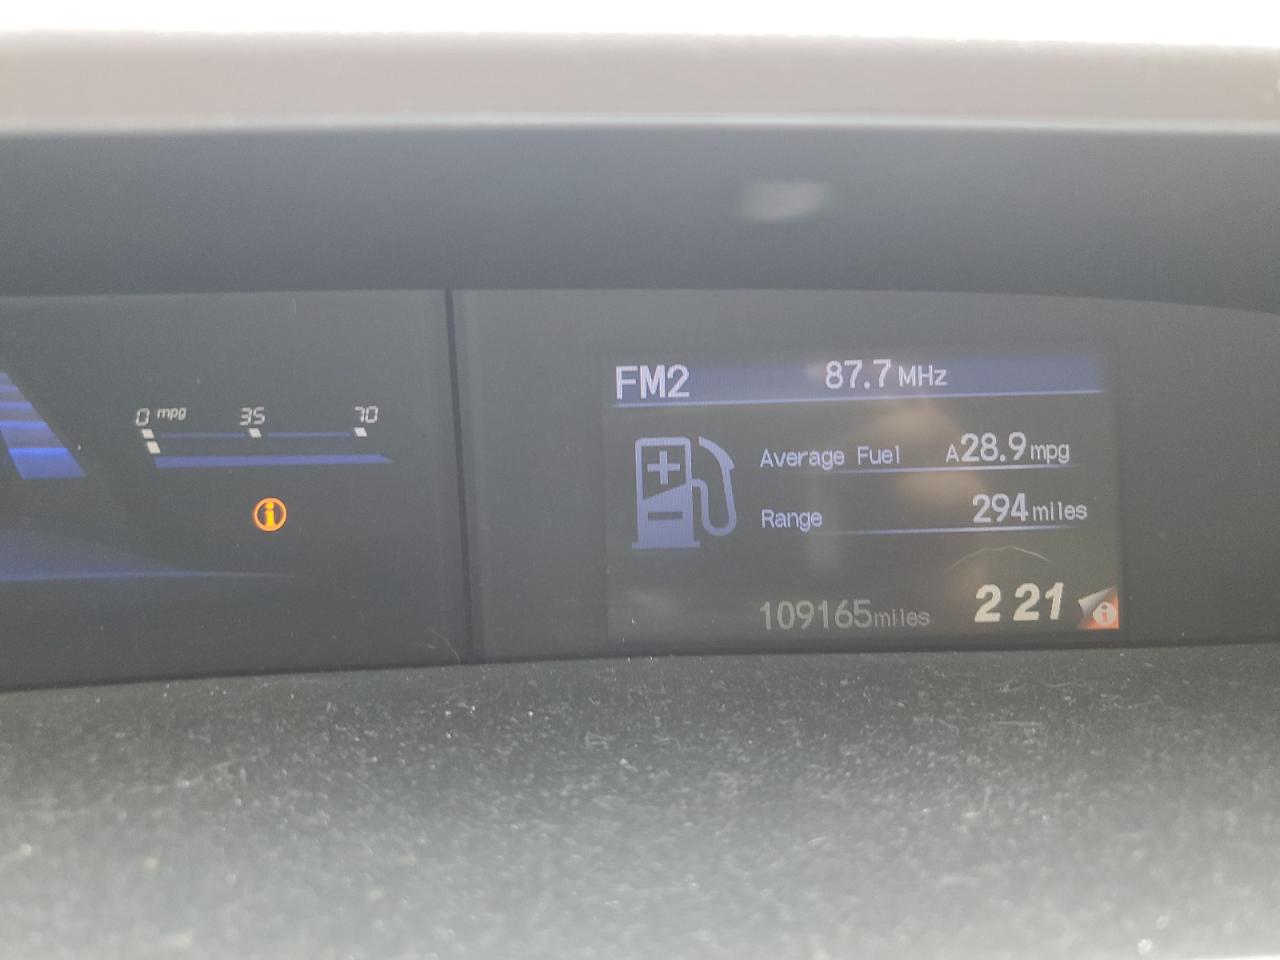 0 mpg 35 70
FM2 87.7 MHz
Average Fuel A28.9 mpg
Range 294 miles
109165 miles 2 21